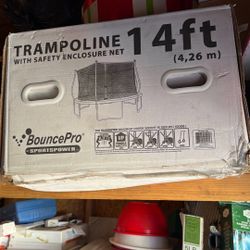 TRAMPOLINE 14ft
WITH SAFETY ENCLOSURE NET (4,26 m)
BouncePro
SPORTSPOWER